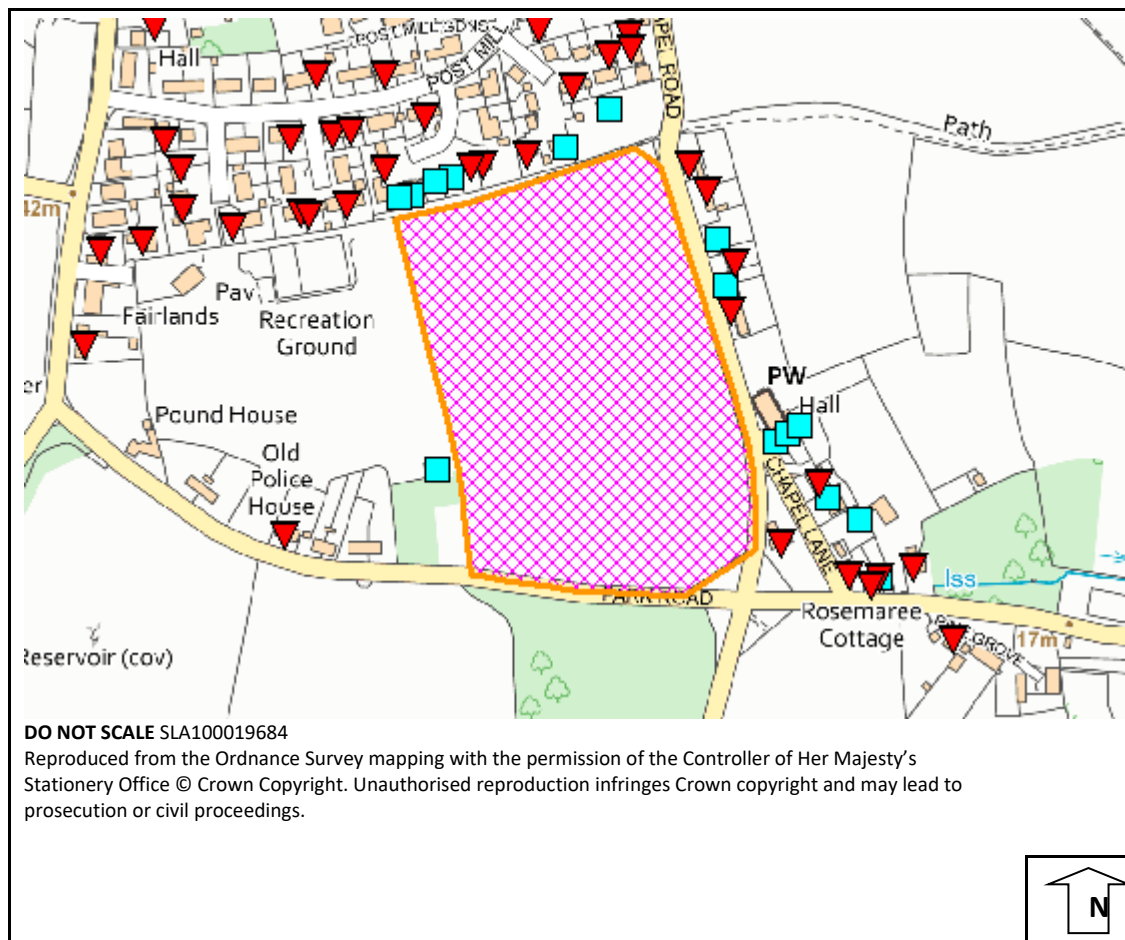 POST MILL GDNS
Hall
POST MILL
PEL ROAD
Path
42m
Pav
Fairlands
Recreation
Ground
er
Pound House
Old
Police
House
PW
Hall
CHAPEL LANE
PARK ROAD
Iss
Rosemaree
Cottage
GROVE
17m
Reservoir (cov)
DO NOT SCALE SLA100019684
Reproduced from the Ordnance Survey mapping with the permission of the Controller of Her Majesty’s
Stationery Office © Crown Copyright. Unauthorised reproduction infringes Crown copyright and may lead to
prosecution or civil proceedings.
N